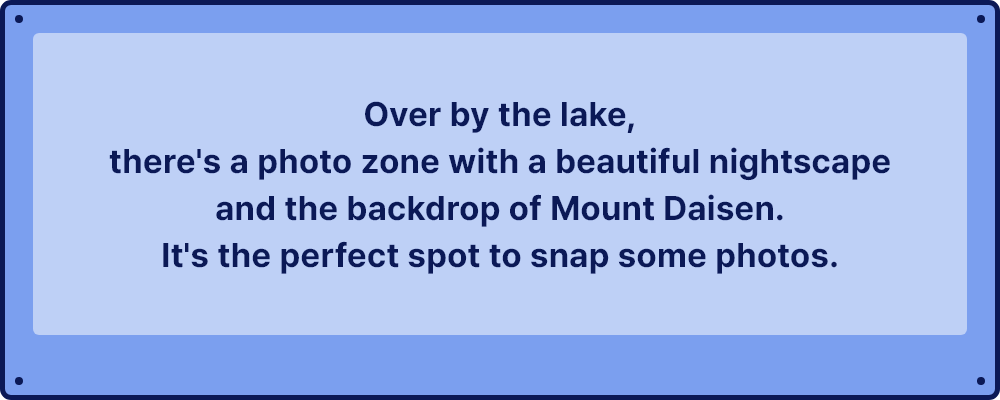 Over by the lake,
there's a photo zone with a beautiful nightscape
and the backdrop of Mount Daisen.
It's the perfect spot to snap some photos.